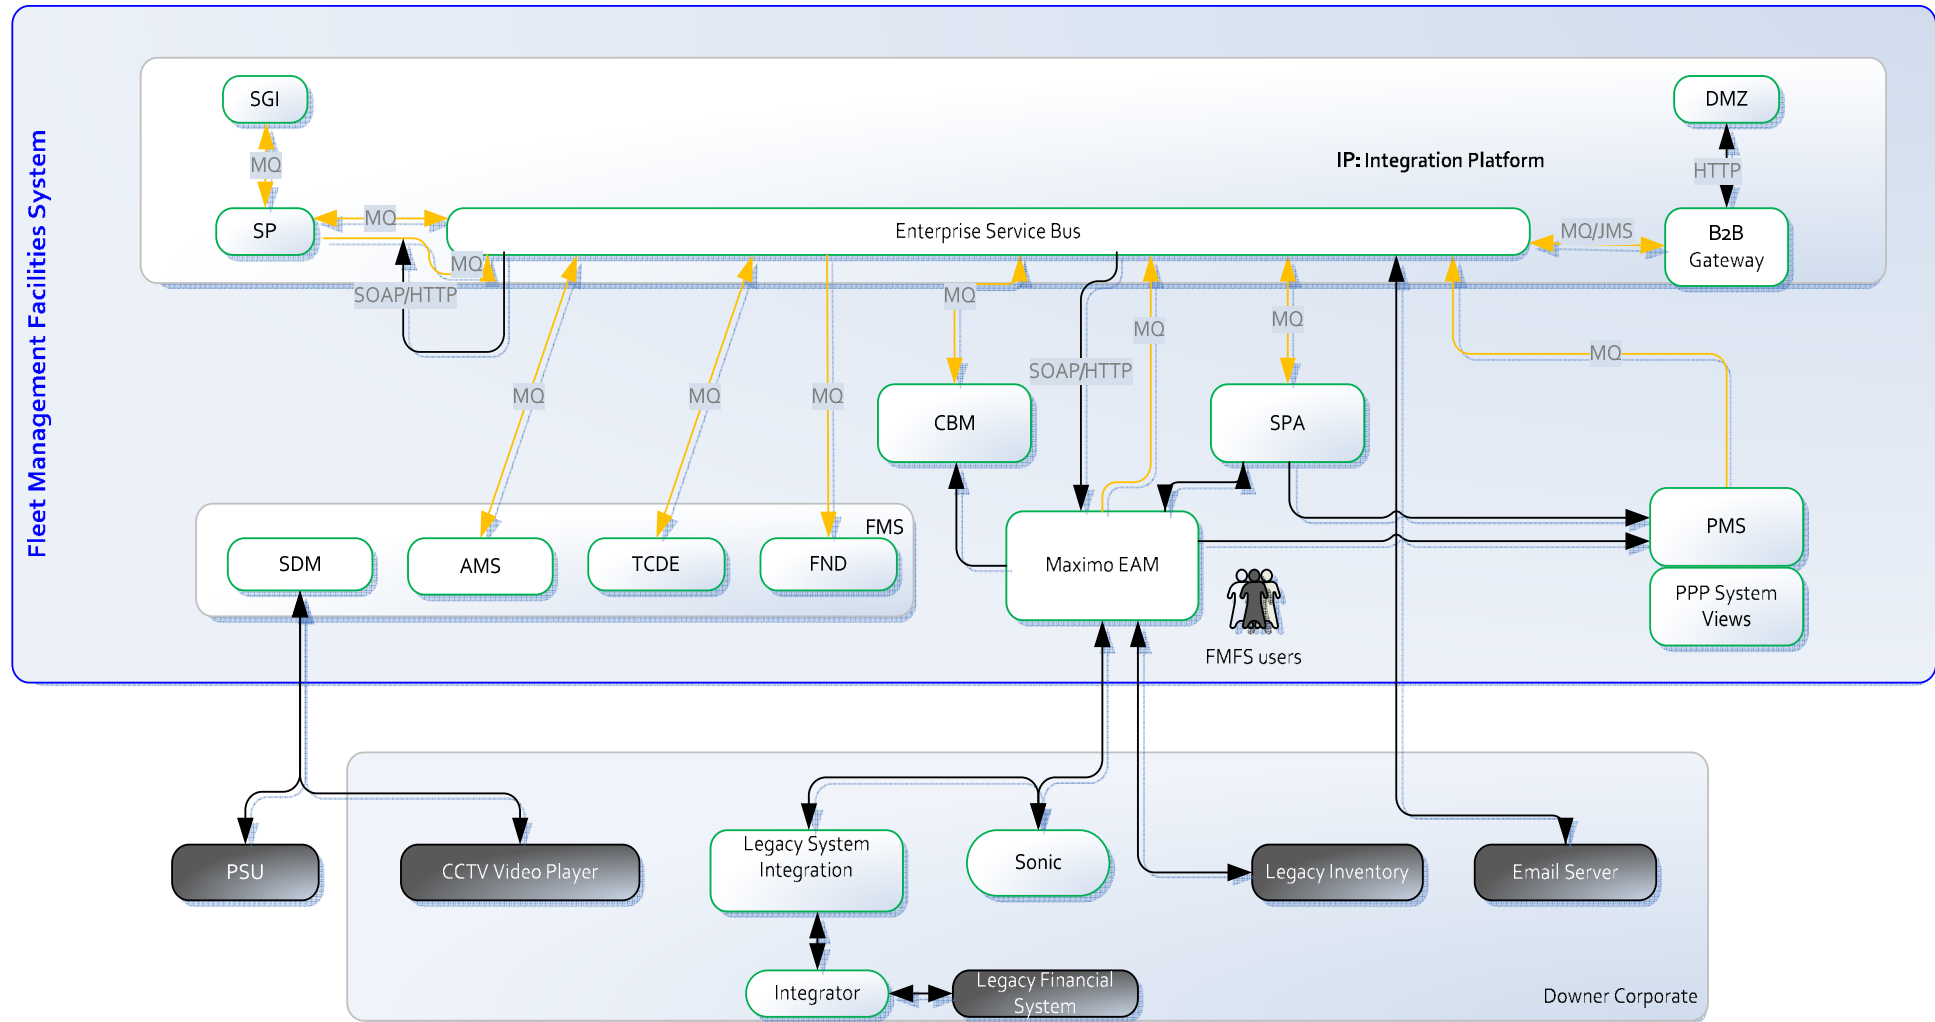 Fleet Management Facilities System
SGI
DMZ
MQ
IP: Integration Platform
HTTP
SP
MQ
Enterprise Service Bus
MQ/JMS
B2B
Gateway
MQ
SOAP/HTTP
MQ
MQ
MQ
SOAP/HTTP
MQ
MQ
MQ
MQ
CBM
SPA
FMS
SDM
AMS
TCDE
FND
Maximo EAM
PMS
PPP System
Views
FMFS users
PSU
CCTV Video Player
Legacy System
Integration
Sonic
Legacy Inventory
Email Server
Integrator
Legacy Financial
System
Downer Corporate